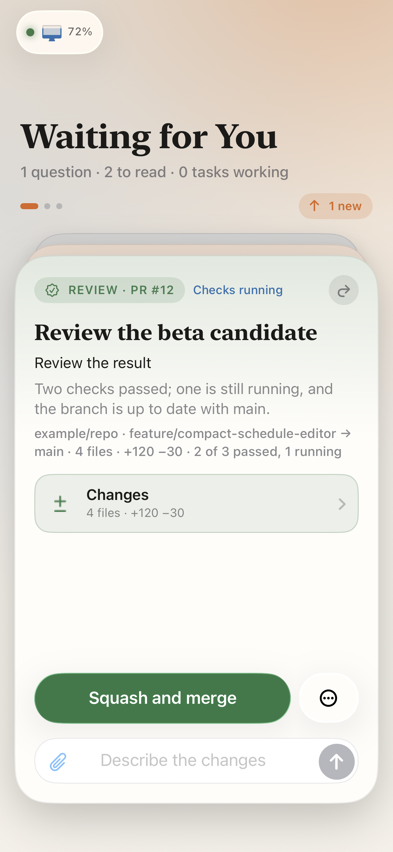 72%
Waiting for You
1 question · 2 to read · 0 tasks working
↑ 1 new
REVIEW · PR #12
Checks running
Review the beta candidate
Review the result
Two checks passed; one is still running, and
the branch is up to date with main.
example/repo · feature/compact-schedule-editor →
main · 4 files · +120 −30 · 2 of 3 passed, 1 running
Changes
4 files · +120 −30
Squash and merge
Describe the changes